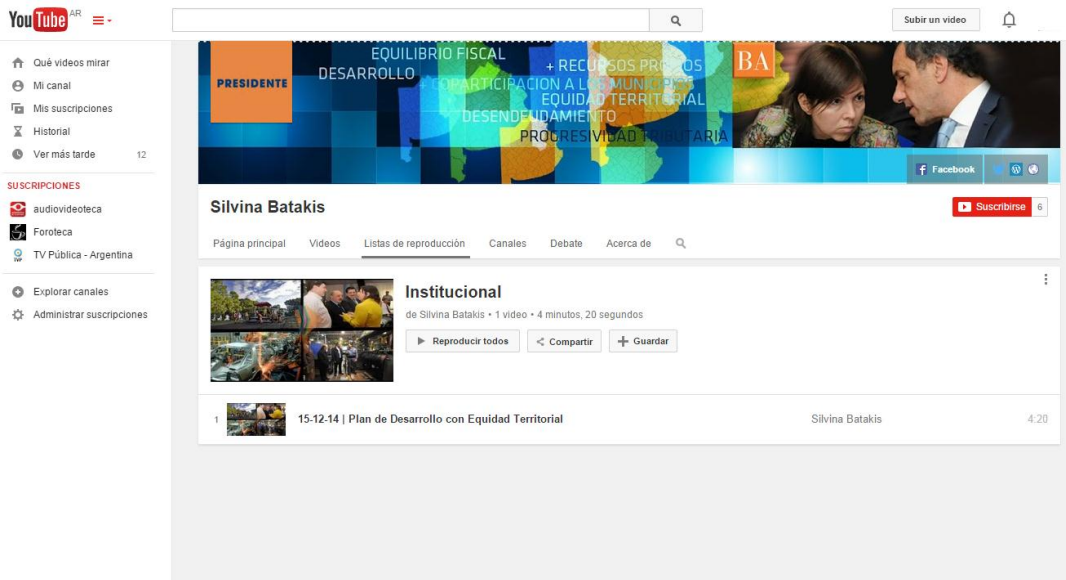 YouTube AR
Subir un video
Qué videos mirar
Mi canal
Mis suscripciones
Historial
Ver más tarde 12
SUSCRIPCIONES
audiovideoteca
Foroteca
TV Pública - Argentina
Explorar canales
Administrar suscripciones
PRESIDENTE
EQUILIBRIO FISCAL
DESARROLLO
+ RECURSOS PROPIOS
+ COPARTICIPACION A LOS MUNICIPIOS
EQUIDAD TERRITORIAL
DESENDEUDAMIENTO
PROGRESIVIDAD TRIBUTARIA
BA
Facebook
Silvina Batakis
Suscribirse 6
Página principal Videos Listas de reproducción Canales Debate Acerca de
Institucional
de Silvina Batakis • 1 video • 4 minutos, 20 segundos
Reproducir todos Compartir Guardar
1 15-12-14 | Plan de Desarrollo con Equidad Territorial Silvina Batakis 4:20